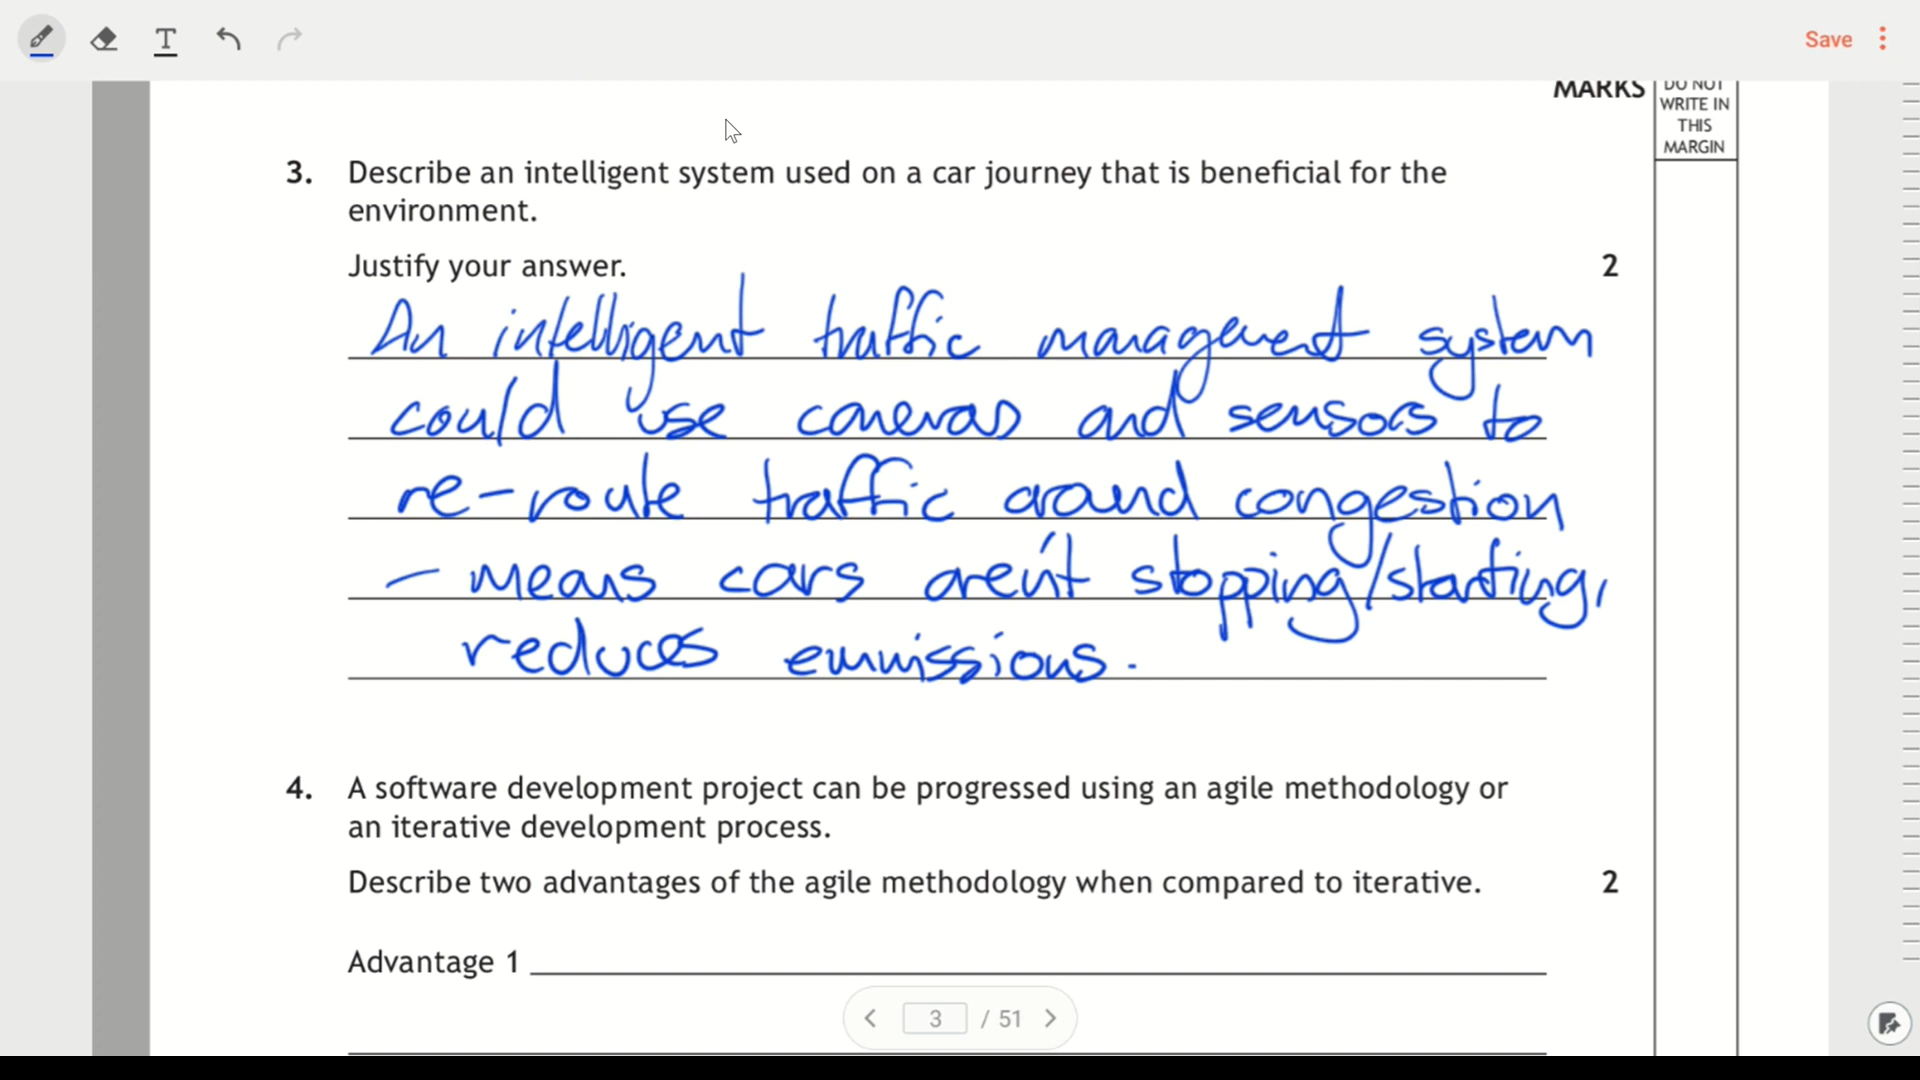 Save
MARKS
DO NOT
WRITE IN
THIS
MARGIN
3. Describe an intelligent system used on a car journey that is beneficial for the
environment.
Justify your answer. 2
An intelligent traffic management system
could use cameras and sensors to
re-route traffic around congestion
- means cars aren't stopping/starting,
reduces emmissions.
4. A software development project can be progressed using an agile methodology or
an iterative development process.
Describe two advantages of the agile methodology when compared to iterative. 2
Advantage 1
3 / 51